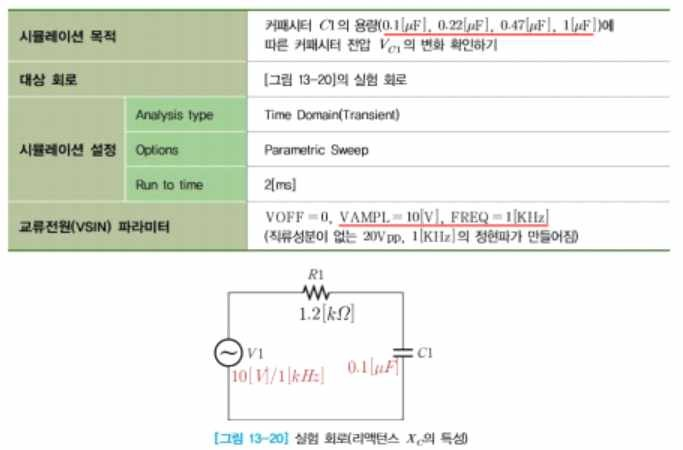 시뮬레이션 목적
커패시터 C1의 용량(0.1[μF], 0.22[μF], 0.47[μF], 1[μF])에
따른 커패시터 전압 V_C1의 변화 확인하기
대상 회로
[그림 13-20]의 실험 회로
시뮬레이션 설정
Analysis type
Time Domain(Transient)
Options
Parametric Sweep
Run to time
2[ms]
교류전원(VSIN) 파라미터
VOFF = 0, VAMPL = 10[V], FREQ = 1[KHz]
(직류성분이 없는 20Vpp, 1[KHz]의 정현파가 만들어짐)
R1
1.2[kΩ]
V1
10[V]/1[kHz]
0.1[μF]
C1
[그림 13-20] 실험 회로(리액턴스 X_C의 특성)